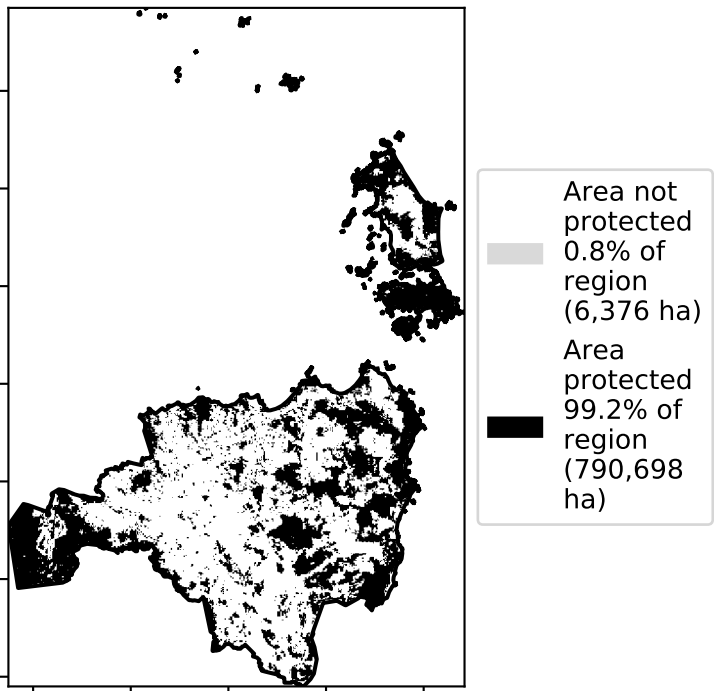 Area not
protected
0.8% of
region
(6,376 ha)
Area
protected
99.2% of
region
(790,698
ha)